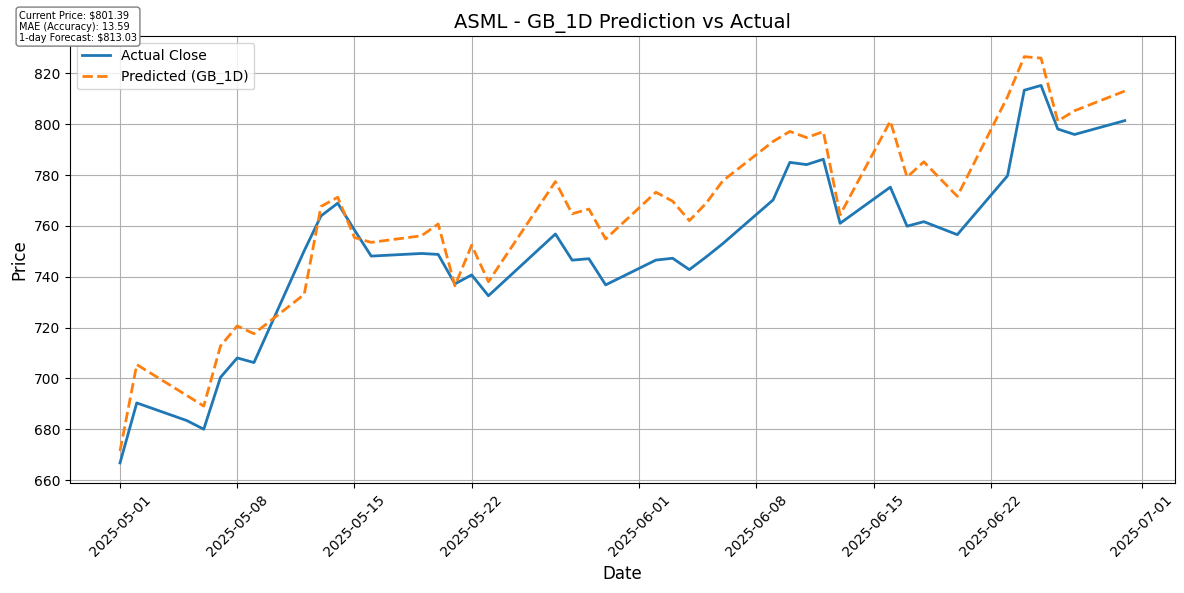 Current Price: $801.39
MAE (Accuracy): 13.59
1-day Forecast: $813.03
ASML - GB_1D Prediction vs Actual
Actual Close
Predicted (GB_1D)
Price
820
800
780
760
740
720
700
680
660
2025-05-01
2025-05-08
2025-05-15
2025-05-22
2025-06-01
2025-06-08
2025-06-15
2025-06-22
2025-07-01
Date